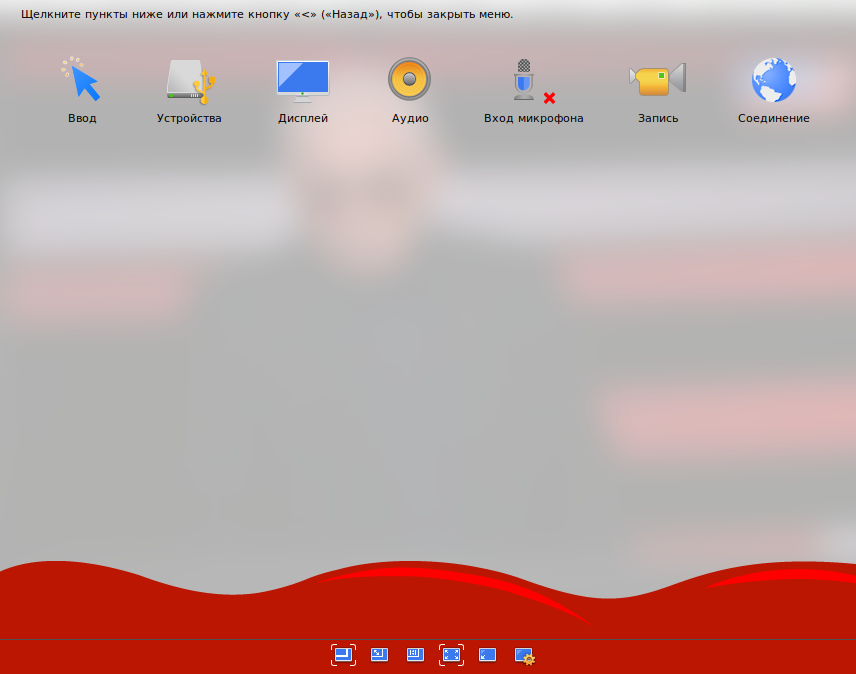 Щелкните пункты ниже или нажмите кнопку «<» («Назад»), чтобы закрыть меню.
Ввод Устройства Дисплей Аудио Вход микрофона Запись Соединение